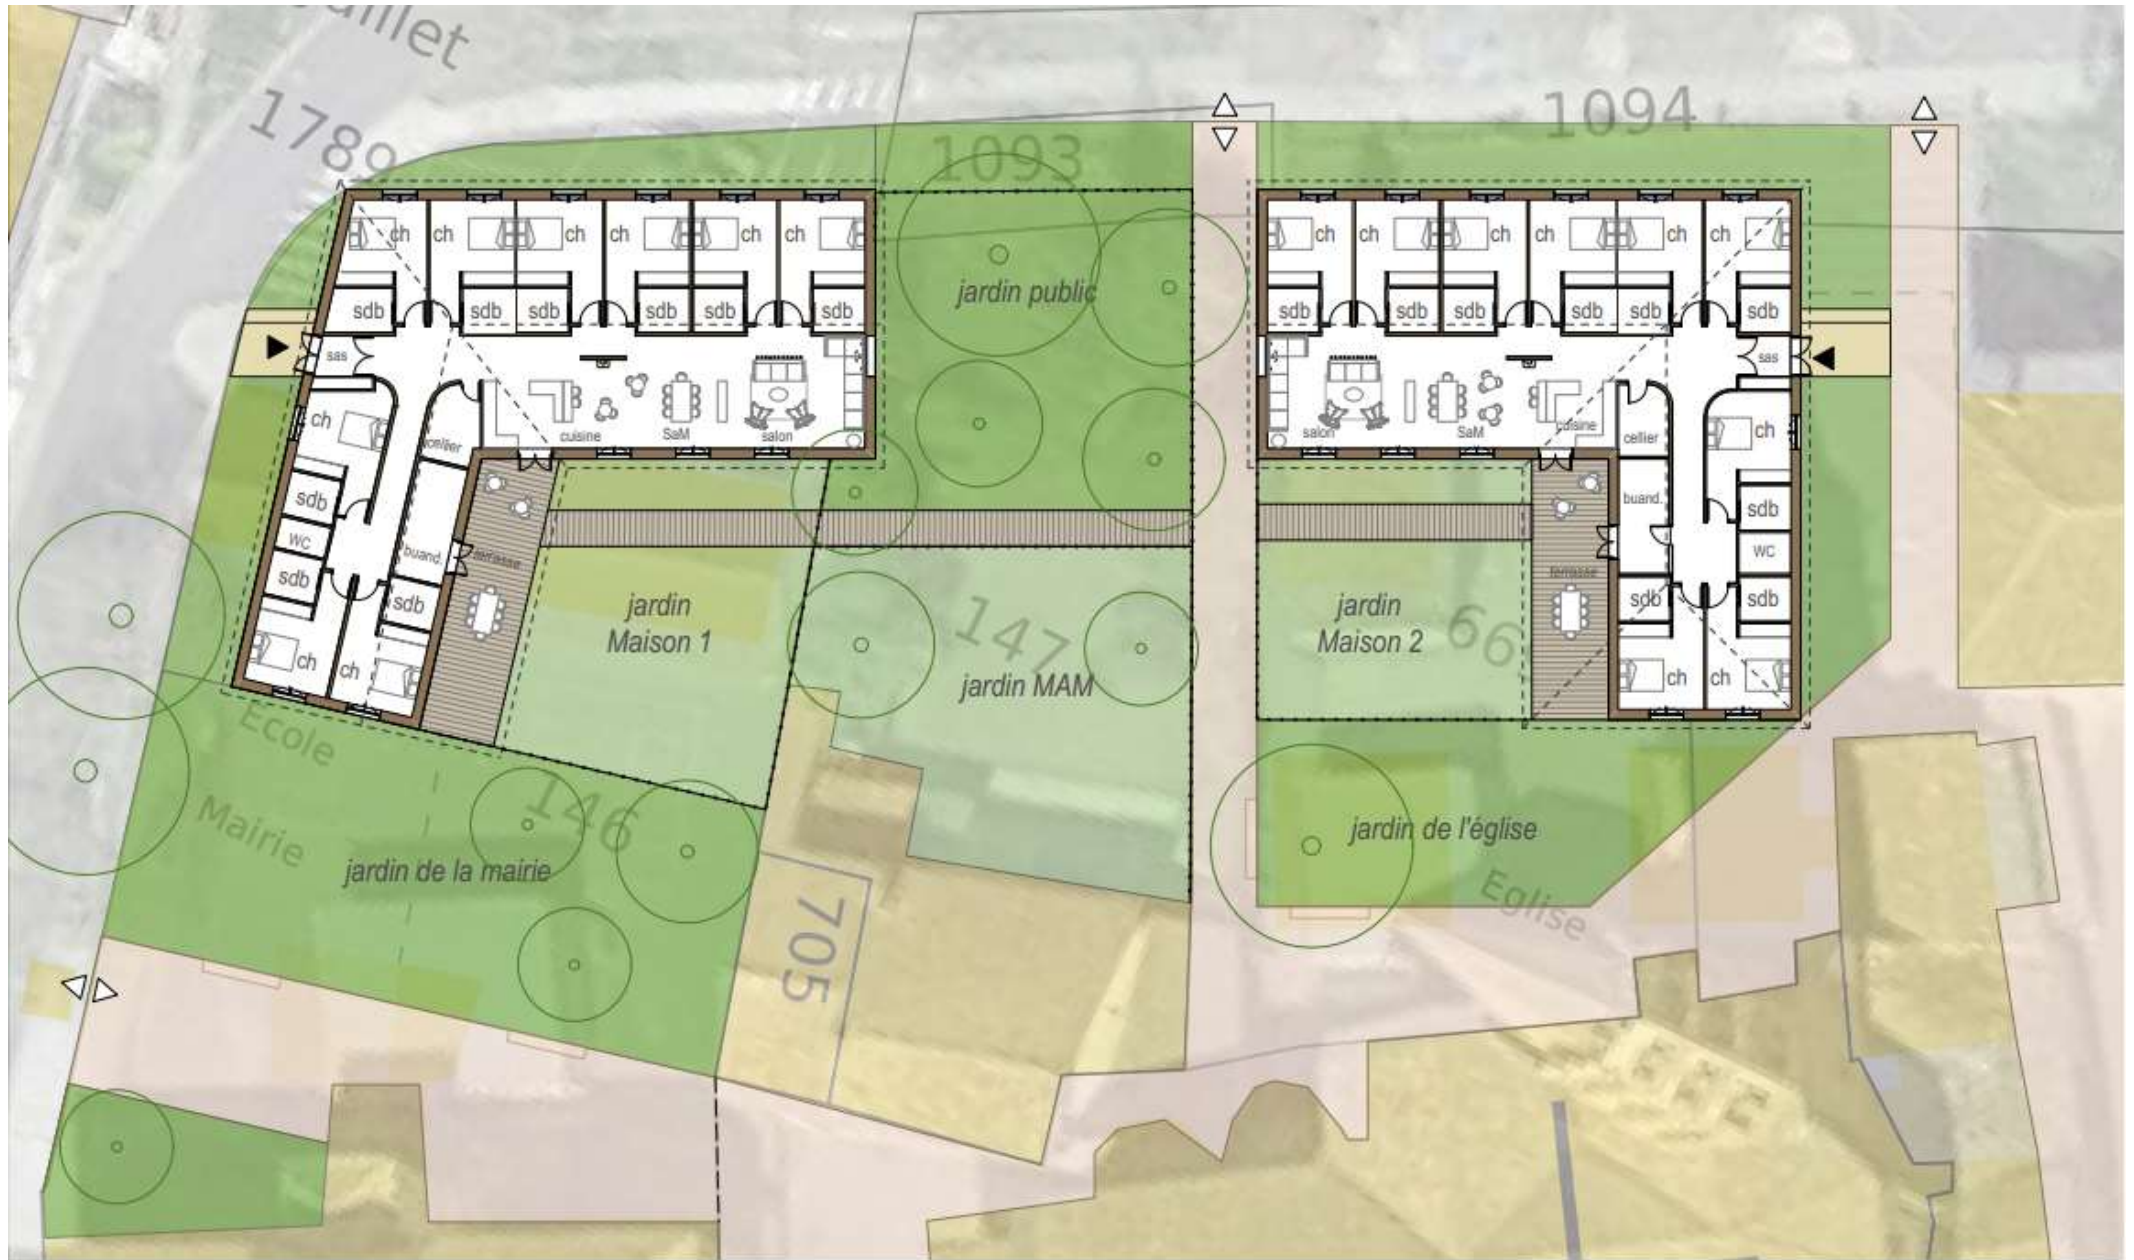 1789
1093
1094
ch
ch
ch
ch
ch
ch
sdb
sdb
sdb
sdb
sdb
sdb
sas
ch
cellier
cuisine
SaM
salon
sdb
WC
sdb
buand.
sdb
terrasse
ch
ch
jardin public
jardin
Maison 1
147
jardin MAM
ch
ch
ch
ch
ch
ch
sdb
sdb
sdb
sdb
sdb
sdb
sas
salon
SaM
cuisine
cellier
ch
buand.
sdb
WC
terrasse
sdb
sdb
ch
ch
jardin
Maison 2
66
Ecole
Mairie
146
jardin de la mairie
705
jardin de l'église
Eglise